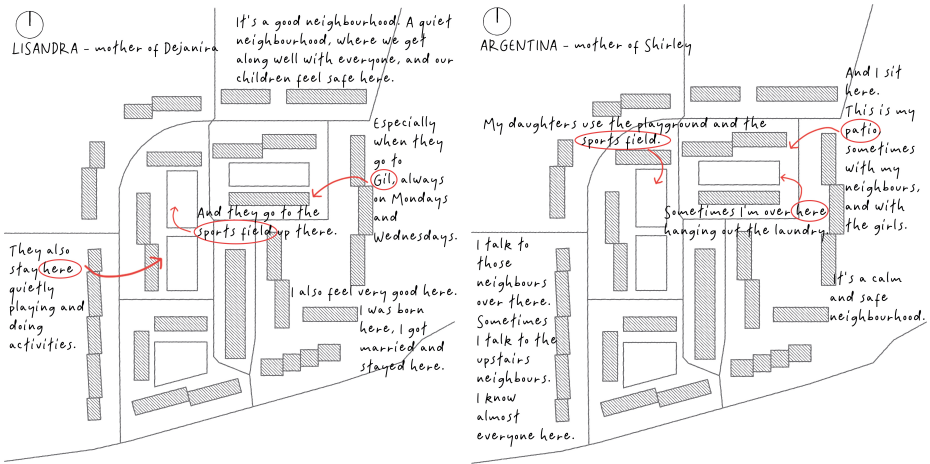 LISANDRA - mother of Dejanira
It's a good neighbourhood. A quiet
neighbourhood, where we get
along well with everyone, and our
children feel safe here.
Especially
when they
go to
Gil, always
on Mondays
and
Wednesdays.
And they go to the
sports field up there.
They also
stay here
quietly
playing and
doing
activities.
I also feel very good here.
I was born
here, I got
married and
stayed here.
ARGENTINA - mother of Shirley
And I sit
here.
This is my
patio
sometimes
with my
neighbours,
and with
the girls.
My daughters use the playground and the
sports field.
Sometimes I'm over here
hanging out the laundry.
I talk to
those
neighbours
over there.
Sometimes
I talk to the
upstairs
neighbours.
I know
almost
everyone here.
It's a calm
and safe
neighbourhood.